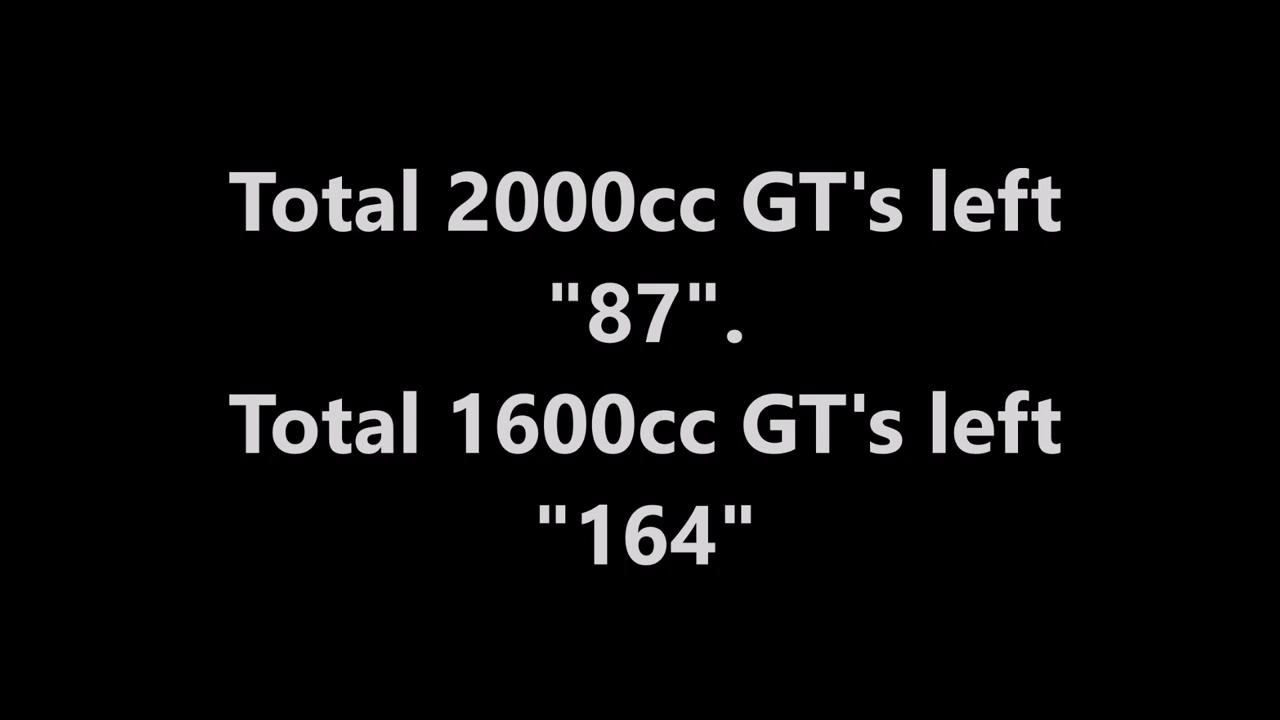 Total 2000cc GT's left
"87".
Total 1600cc GT's left
"164"